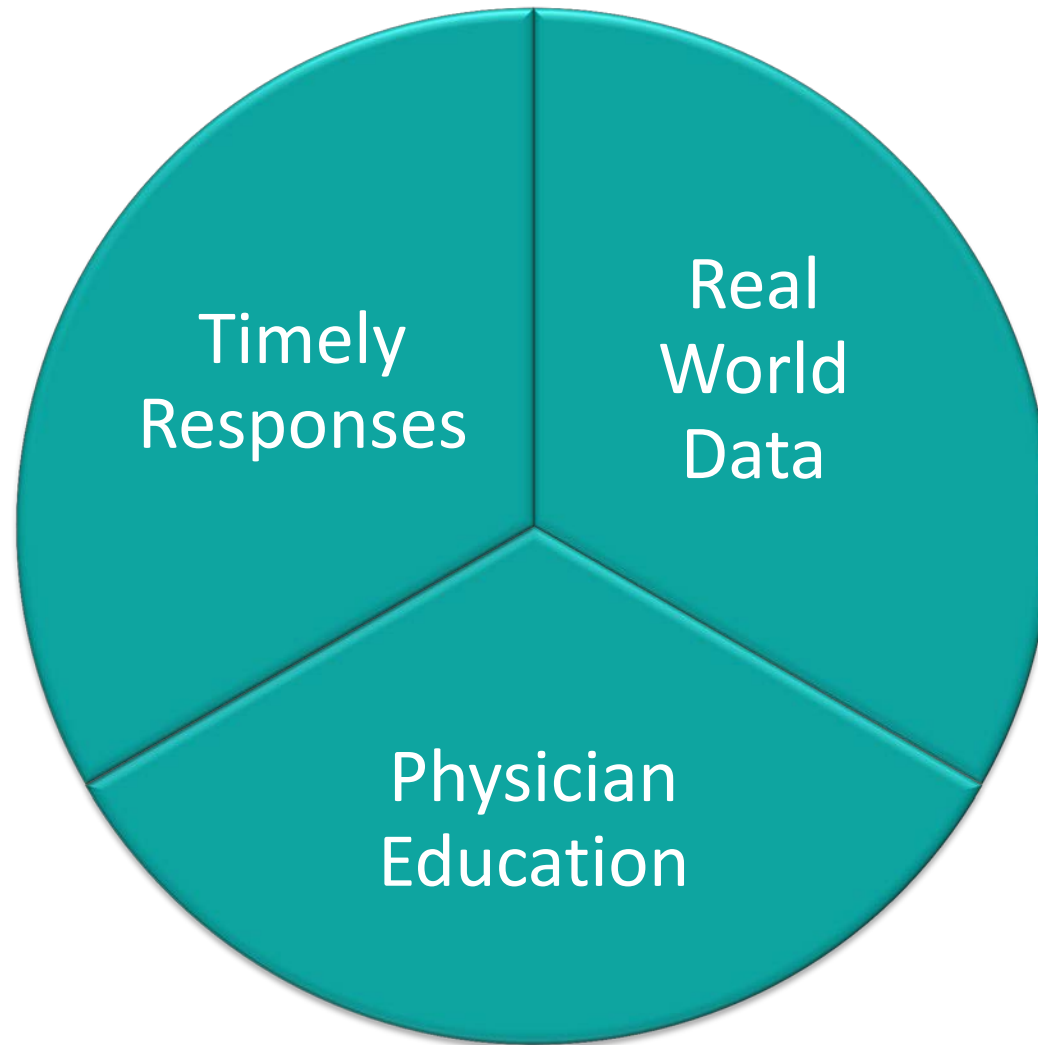 Timely
Responses
Real
World
Data
Physician
Education